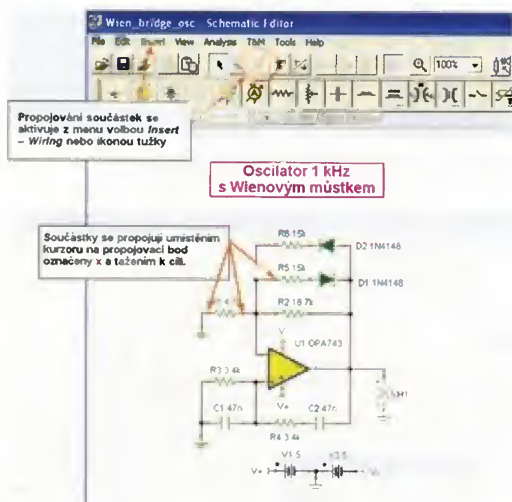 Wien_bridge_osc - Schematic Editor
File Edit Insert View Analysis T&M Tools Help
100%
Propojování součástek se
aktivuje z menu volbou Insert
– Wiring nebo ikonou tužky
Oscilator 1 kHz
s Wienovým můstkem
Součástky se propojují umístěním
kurzoru na propojovací bod
označený x a tažením k cíli.
R6 15k
D2 1N4148
R5 15k
D1 1N4148
R2 18.7k
U1 OPA743
R3 3.4k
C1 47n
V+
C2 47n
R4 3.4k
V+
V1 5